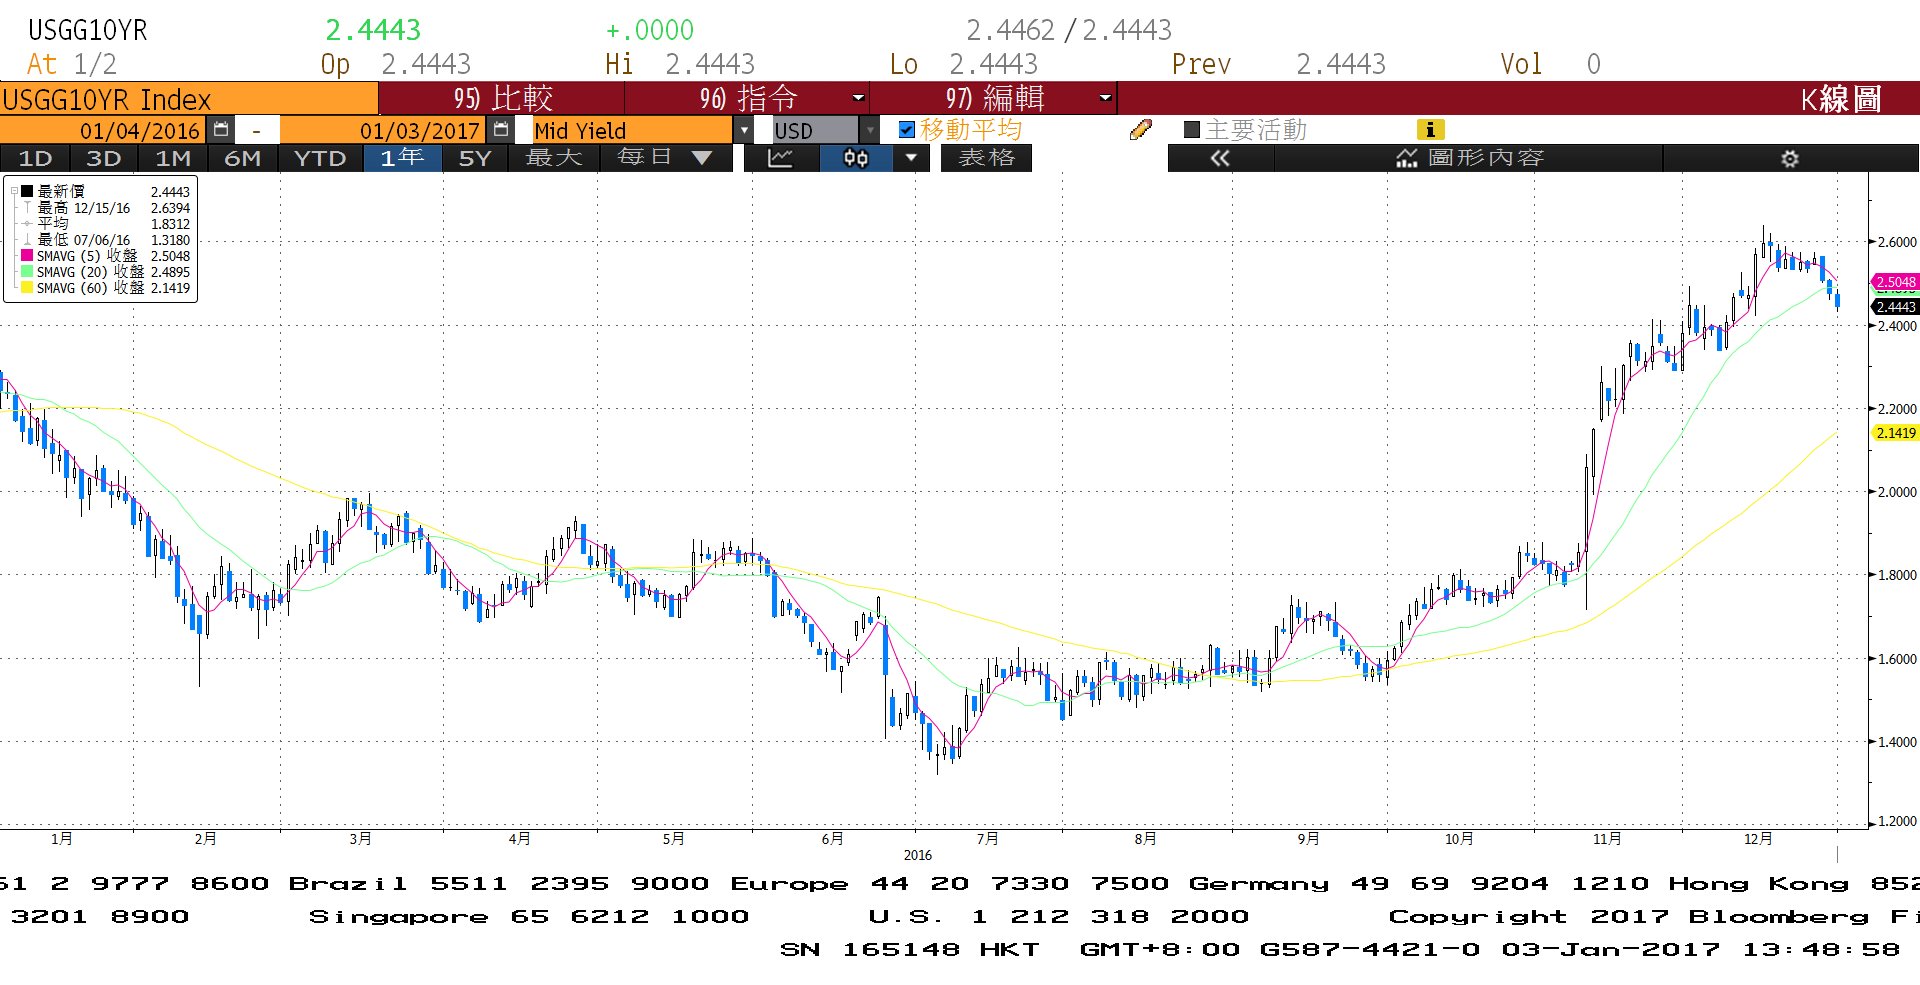 USGG10YR 2.4443 +.0000 2.4462/2.4443
At 1/2 Op 2.4443 Hi 2.4443 Lo 2.4443 Prev 2.4443 Vol 0
USGG10YR Index 95) 比較 96) 指令 97) 編輯 K線圖
01/04/2016 - 01/03/2017 Mid Yield USD 移動平均 主要活動 i
1D 3D 1M 6M YTD 1年 5Y 最大 每日 表格 圖形內容
最新價 2.4443
最高 12/15/16 2.6394
平均 1.8312
最低 07/06/16 1.3180
SMAVG (5) 收盤 2.5048
SMAVG (20) 收盤 2.4895
SMAVG (60) 收盤 2.1419
2.6000
2.5048
2.4443
2.4000
2.2000
2.1419
2.0000
1.8000
1.6000
1.4000
1.2000
1月 2月 3月 4月 5月 6月 7月 8月 9月 10月 11月 12月
2016
61 2 9777 8600 Brazil 5511 2395 9000 Europe 44 20 7330 7500 Germany 49 69 9204 1210 Hong Kong 852
3201 8900 Singapore 65 6212 1000 U.S. 1 212 318 2000 Copyright 2017 Bloomberg Fi
SN 165148 HKT GMT+8:00 G587-4421-0 03-Jan-2017 13:48:58